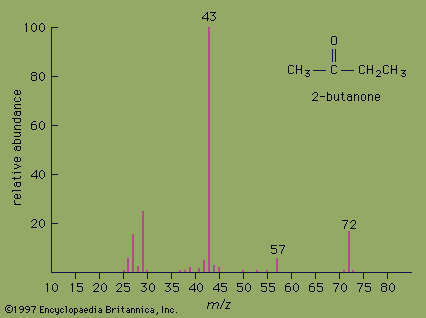 43
100
80
60
40
20
relative abundance
O
CH3 — C — CH2CH3
2-butanone
57
72
10 15 20 25 30 35 40 45 50 55 60 65 70 75 80
m/z
©1997 Encyclopaedia Britannica, Inc.